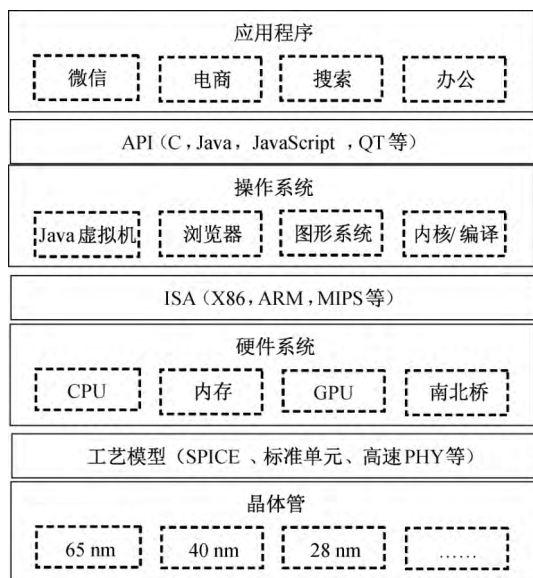 应用程序
微信 电商 搜索 办公
API（C，Java，JavaScript，QT等）
操作系统
Java虚拟机 浏览器 图形系统 内核/编译
ISA（X86，ARM，MIPS等）
硬件系统
CPU 内存 GPU 南北桥
工艺模型（SPICE、标准单元、高速PHY等）
晶体管
65 nm 40 nm 28 nm ……